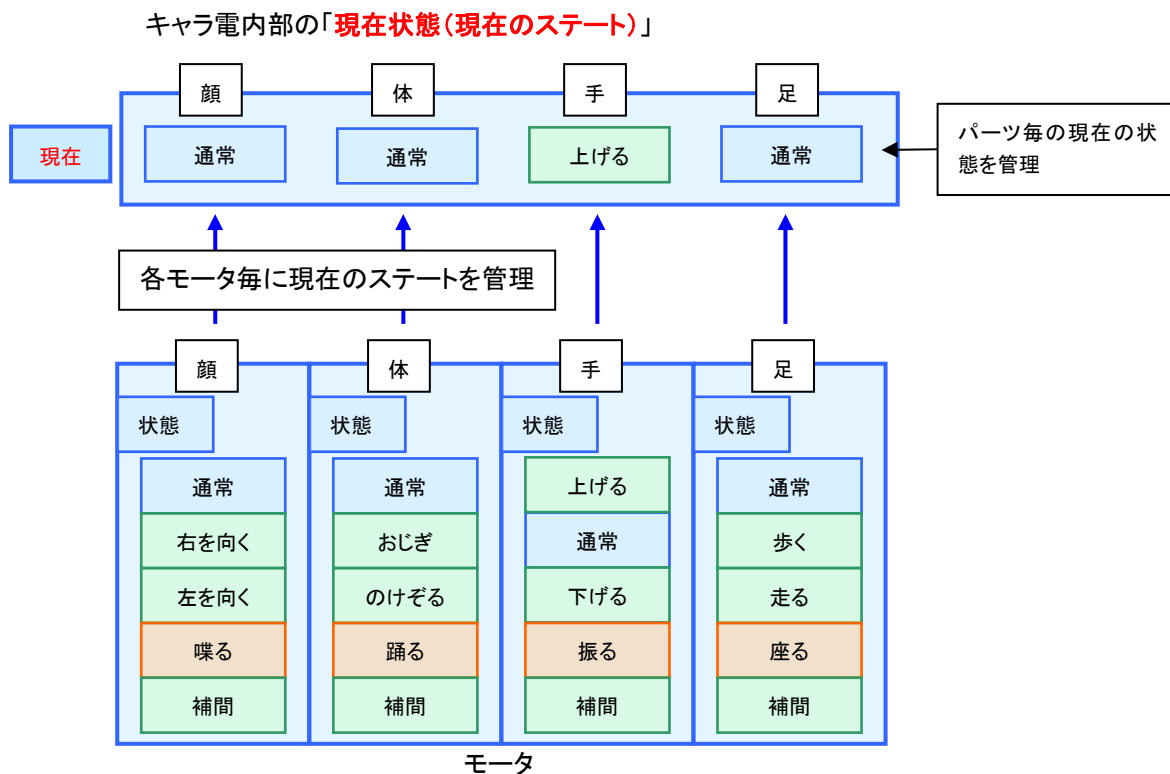 キャラ電内部の「現在状態(現在のステート)」
顔 体 手 足
現在 通常 通常 上げる 通常
パーツ毎の現在の状
態を管理
各モータ毎に現在のステートを管理
顔 体 手 足
状態 状態 状態 状態
通常 通常 上げる 通常
右を向く おじぎ 通常 歩く
左を向く のけぞる 下げる 走る
喋る 踊る 振る 座る
補間 補間 補間 補間
モータ